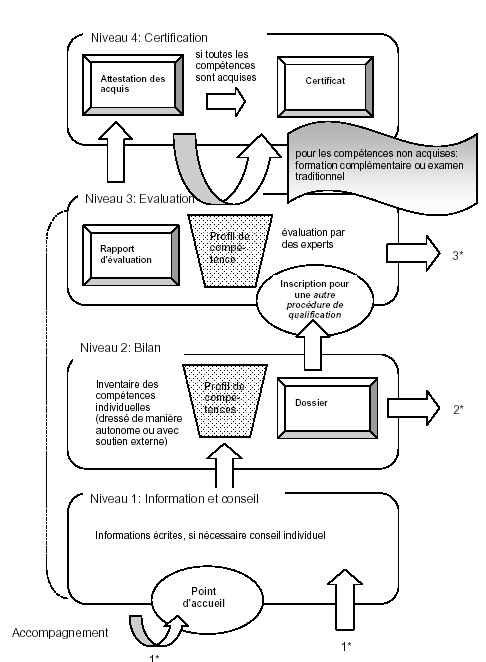 Niveau 4: Certification
Attestation des
acquis
si toutes les
compétences
sont acquises
Certificat
pour les compétences non acquises:
formation complémentaire ou examen
traditionnel
Niveau 3: Evaluation
Rapport
d'évaluation
Profil de
compé-
tence
évaluation par
des experts
3*
Inscription pour
une autre
procédure de
qualification
Niveau 2: Bilan
Inventaire des
compétences
individuelles
(dressé de manière
autonome ou avec
soutien externe)
Profil de
compé-
tences
Dossier
2*
Niveau 1: Information et conseil
Informations écrites, si nécessaire conseil individuel
Point
d'accueil
Accompagnement
1*
1*